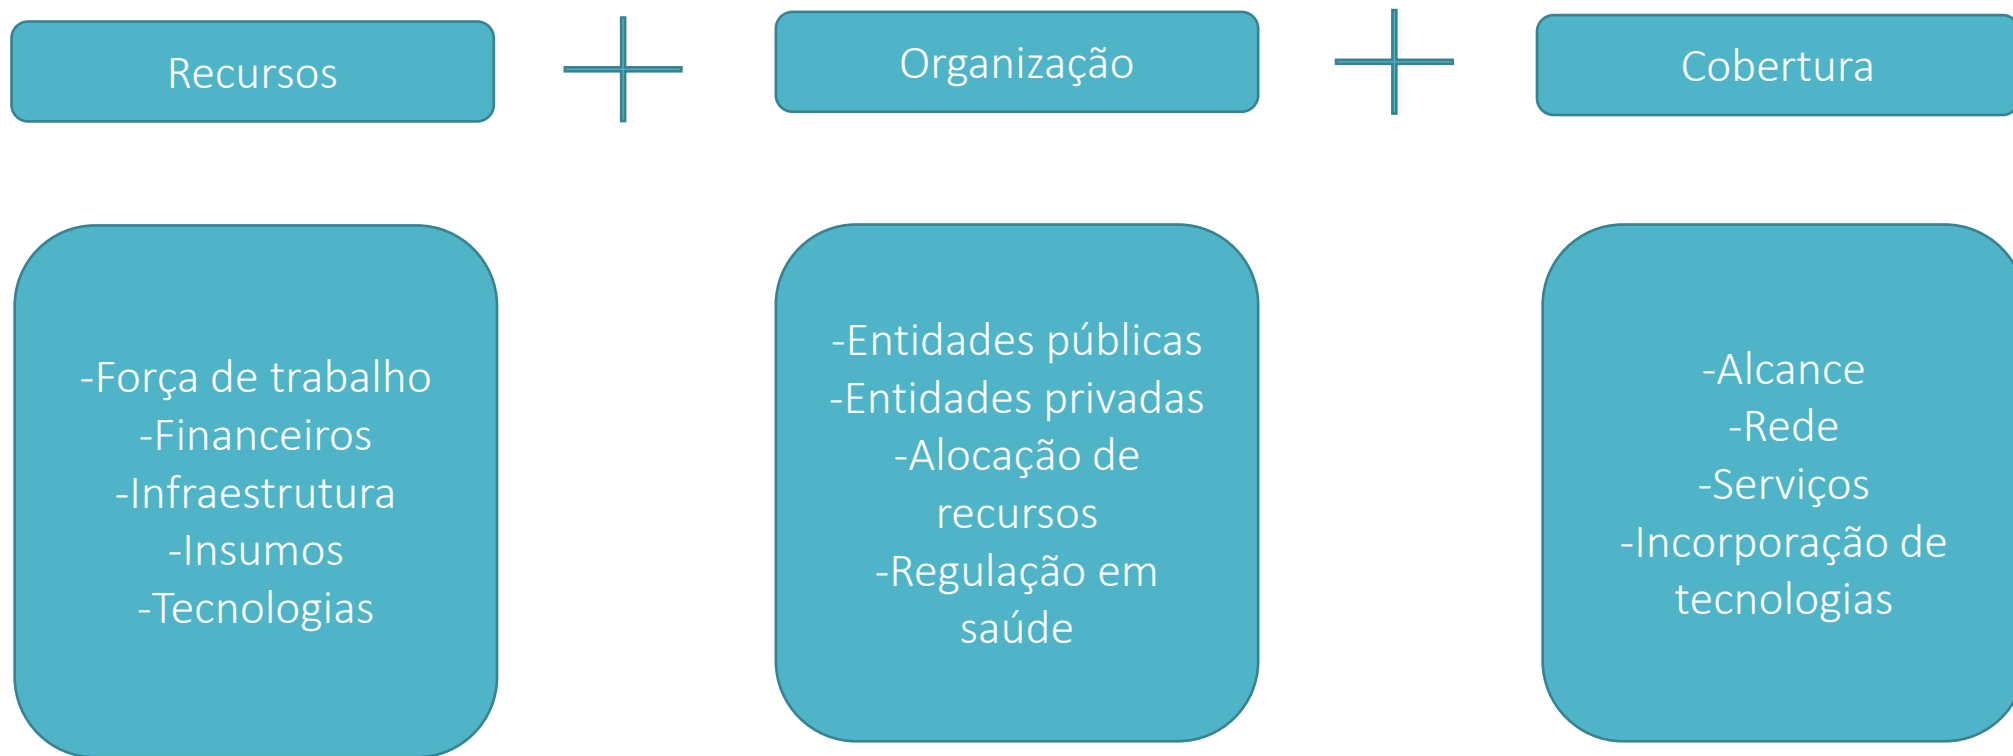 Recursos
Organização
Cobertura
-Força de trabalho
-Financeiros
-Infraestrutura
-Insumos
-Tecnologias
-Entidades públicas
-Entidades privadas
-Alocação de
recursos
-Regulação em
saúde
-Alcance
-Rede
-Serviços
-Incorporação de
tecnologias